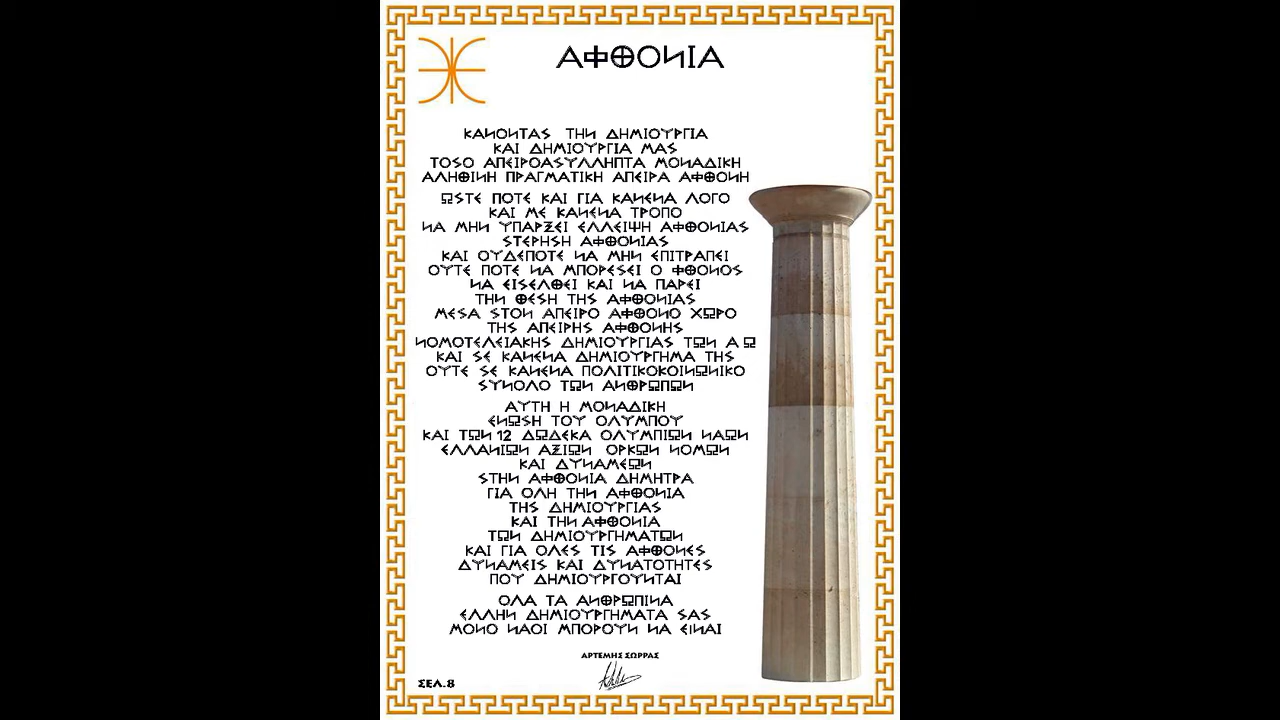 ΑΦΘΟΝΙΑ
ΚΑΝΟΝΤΑΣ ΤΗΝ ΔΗΜΙΟΥΡΓΙΑ
ΚΑΙ ΔΗΜΙΟΥΡΓΙΑ ΜΑΣ
ΤΟΣΟ ΑΠΕΙΡΟΑΣΥΛΛΗΠΤΑ ΜΟΝΑΔΙΚΗ
ΑΛΗΘΙΝΗ ΠΡΑΓΜΑΤΙΚΗ ΑΠΕΙΡΑ ΑΦΘΟΝΗ
ΩΣΤΕ ΠΟΤΕ ΚΑΙ ΓΙΑ ΚΑΝΕΝΑ ΛΟΓΟ
ΚΑΙ ΜΕ ΚΑΝΕΝΑ ΤΡΟΠΟ
ΝΑ ΜΗΝ ΥΠΑΡΞΕΙ ΕΛΛΕΙΨΗ ΑΦΘΟΝΙΑΣ
ΣΤΕΡΗΣΗ ΑΦΘΟΝΙΑΣ
ΚΑΙ ΟΥΔΕΠΟΤΕ ΝΑ ΜΗΝ ΕΠΙΤΡΑΠΕΙ
ΟΥΤΕ ΠΟΤΕ ΝΑ ΜΠΟΡΕΣΕΙ Ο ΦΘΟΝΟΣ
ΝΑ ΕΙΣΕΛΘΕΙ ΚΑΙ ΝΑ ΠΑΡΕΙ
ΤΗΝ ΘΕΣΗ ΤΗΣ ΑΦΘΟΝΙΑΣ
ΜΕΣΑ ΣΤΟΝ ΑΠΕΙΡΟ ΑΦΘΟΝΟ ΧΩΡΟ
ΤΗΣ ΑΠΕΙΡΗΣ ΑΦΘΟΝΗΣ
ΝΟΜΟΤΕΛΕΙΑΚΗΣ ΔΗΜΙΟΥΡΓΙΑΣ ΤΩΝ Α Ω
ΚΑΙ ΣΕ ΚΑΝΕΝΑ ΔΗΜΙΟΥΡΓΗΜΑ ΤΗΣ
ΟΥΤΕ ΣΕ ΚΑΝΕΝΑ ΠΟΛΙΤΙΚΟΚΟΙΝΩΝΙΚΟ
ΣΥΝΟΛΟ ΤΩΝ ΑΝΘΡΩΠΩΝ
ΑΥΤΗ Η ΜΟΝΑΔΙΚΗ
ΕΝΩΣΗ ΤΟΥ ΟΛΥΜΠΟΥ
ΚΑΙ ΤΩΝ 12 ΔΩΔΕΚΑ ΟΛΥΜΠΙΩΝ ΝΑΩΝ
ΕΛΛΑΝΙΩΝ ΑΞΙΩΝ ΟΡΚΩΝ ΝΟΜΩΝ
ΚΑΙ ΔΥΝΑΜΕΩΝ
ΣΤΗΝ ΑΦΘΟΝΙΑ ΔΗΜΗΤΡΑ
ΓΙΑ ΟΛΗ ΤΗΝ ΑΦΘΟΝΙΑ
ΤΗΣ ΔΗΜΙΟΥΡΓΙΑΣ
ΚΑΙ ΤΗΝ ΑΦΘΟΝΙΑ
ΤΩΝ ΔΗΜΙΟΥΡΓΗΜΑΤΩΝ
ΚΑΙ ΓΙΑ ΟΛΕΣ ΤΙΣ ΑΦΘΟΝΕΣ
ΔΥΝΑΜΕΙΣ ΚΑΙ ΔΥΝΑΤΟΤΗΤΕΣ
ΠΟΥ ΔΗΜΙΟΥΡΓΟΥΝΤΑΙ
ΟΛΑ ΤΑ ΑΝΘΡΩΠΙΝΑ
ΕΛΛΗΝ ΔΗΜΙΟΥΡΓΗΜΑΤΑ ΣΑΣ
ΜΟΝΟ ΝΑΟΙ ΜΠΟΡΟΥΝ ΝΑ ΕΙΝΑΙ
ΑΡΤΕΜΗΣ ΣΩΡΡΑΣ
ΣΕΛ.8